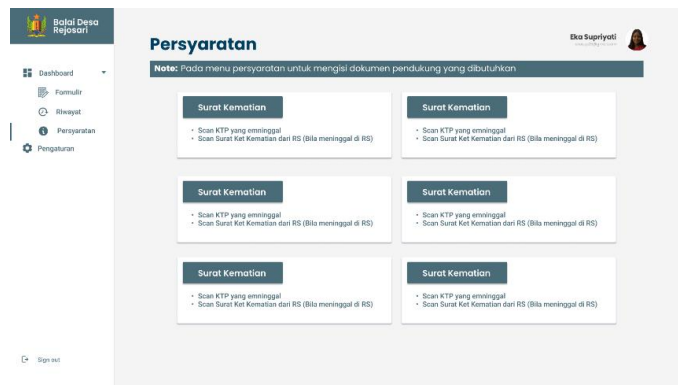 Balai Desa
Rejosari
Dashboard
Formulir
Riwayat
Persyaratan
Pengaturan
Sign out
Persyaratan
Eka Supriyati
Note: Pada menu persyaratan untuk mengisi dokumen pendukung yang dibutuhkan
Surat Kematian
• Scan KTP yang emninggal
• Scan Surat Ket Kematian dari RS (Bila meninggal di RS)
Surat Kematian
• Scan KTP yang emninggal
• Scan Surat Ket Kematian dari RS (Bila meninggal di RS)
Surat Kematian
• Scan KTP yang emninggal
• Scan Surat Ket Kematian dari RS (Bila meninggal di RS)
Surat Kematian
• Scan KTP yang emninggal
• Scan Surat Ket Kematian dari RS (Bila meninggal di RS)
Surat Kematian
• Scan KTP yang emninggal
• Scan Surat Ket Kematian dari RS (Bila meninggal di RS)
Surat Kematian
• Scan KTP yang emninggal
• Scan Surat Ket Kematian dari RS (Bila meninggal di RS)